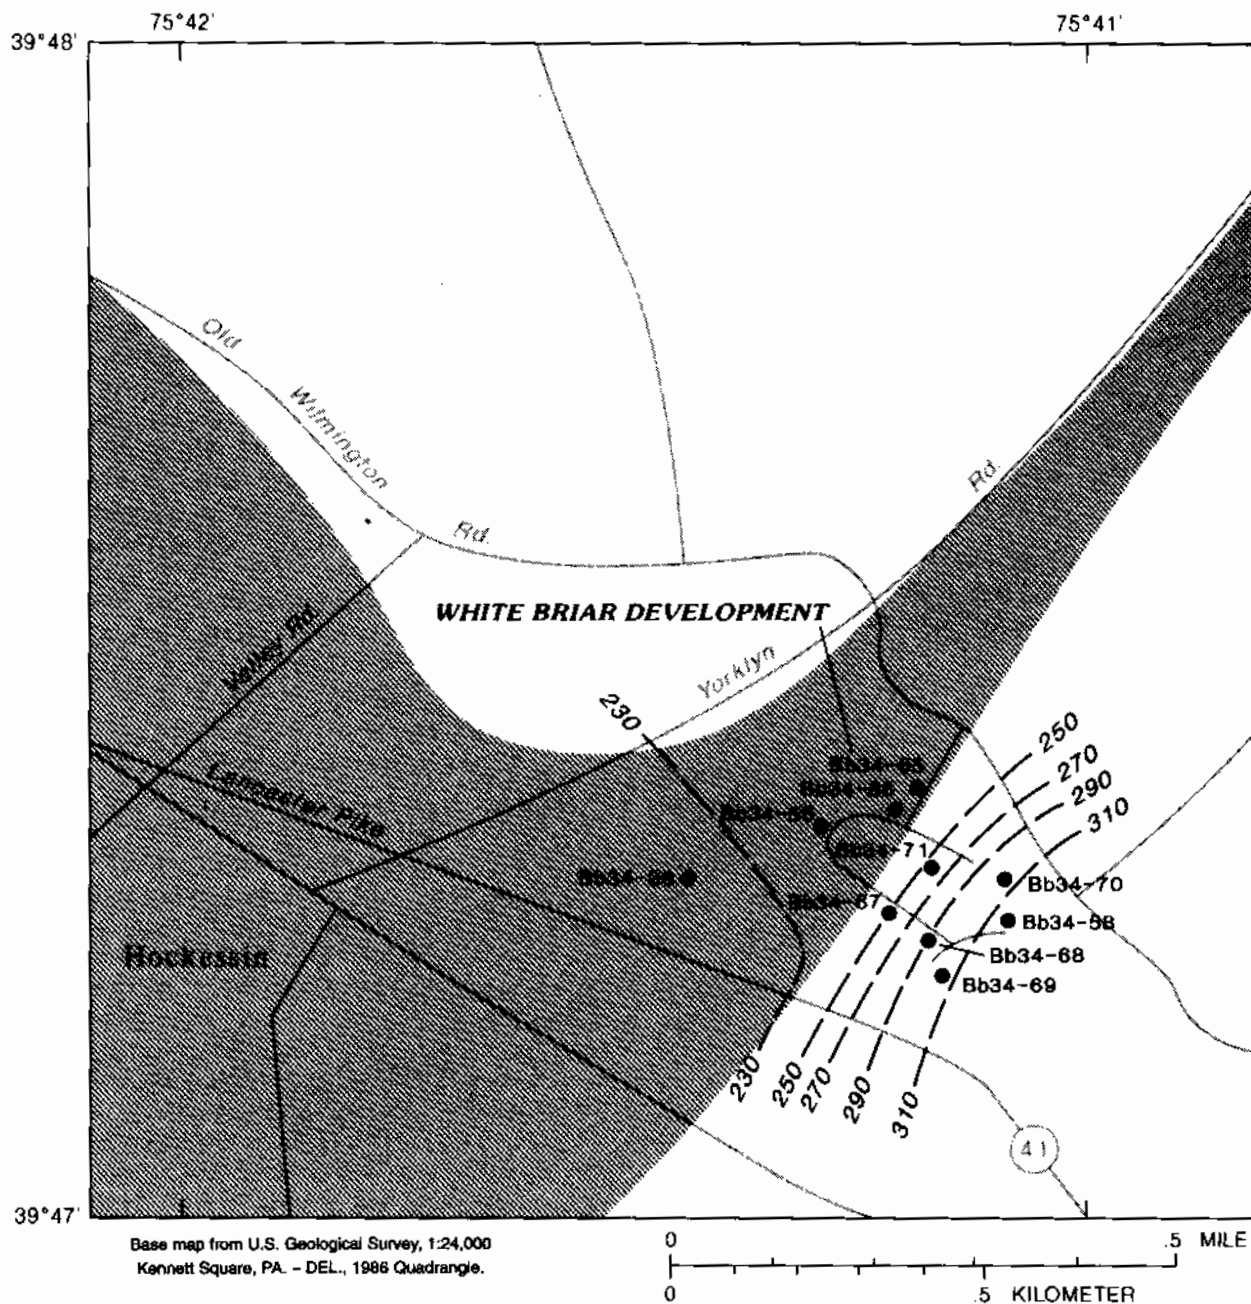 75°42'
75°41'
39°48'
Old
Wilmington
Rd.
Rd.
WHITE BRIAR DEVELOPMENT
Valley Rd.
Yorklyn
230
250
270
290
310
Lancaster Pike
Bb34-71
Bb34-70
Bb34-67
Bb34-58
Bb34-68
Bb34-69
Hockessin
230
250
270
290
310
41
39°47'
Base map from U.S. Geological Survey, 1:24,000
Kennett Square, PA. - DEL., 1986 Quadrangle.
0 .5 MILE
0 .5 KILOMETER